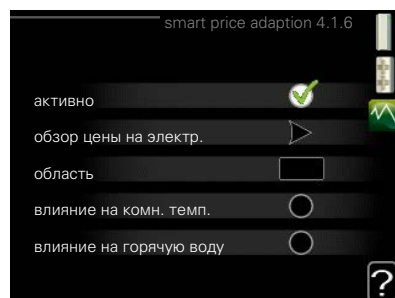 smart price adaption 4.1.6
активно
обзор цены на электр.
область
влияние на комн. темп.
влияние на горячую воду
?